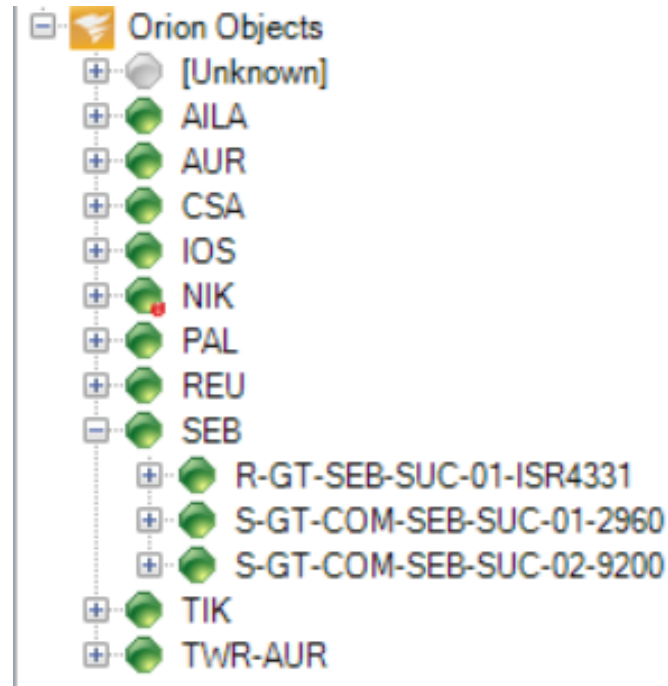 Orion Objects
[Unknown]
AILA
AUR
CSA
IOS
NIK
PAL
REU
SEB
R-GT-SEB-SUC-01-ISR4331
S-GT-COM-SEB-SUC-01-2960
S-GT-COM-SEB-SUC-02-9200
TIK
TWR-AUR